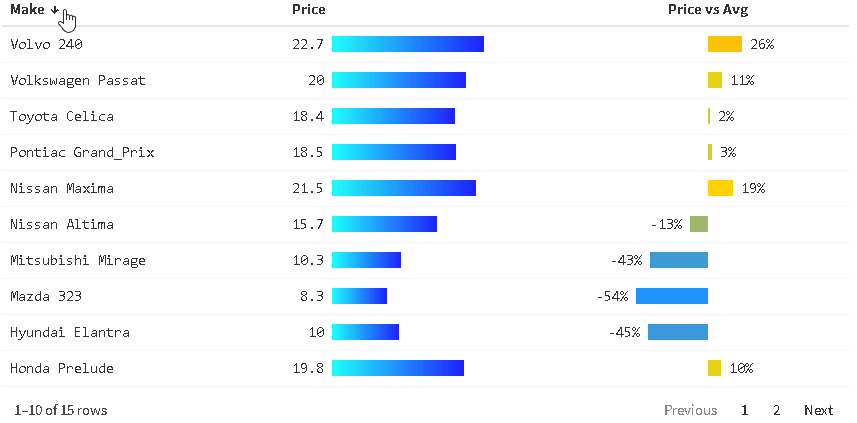 Make ↓ Price Price vs Avg
Volvo 240 22.7 26%
Volkswagen Passat 20 11%
Toyota Celica 18.4 2%
Pontiac Grand_Prix 18.5 3%
Nissan Maxima 21.5 19%
Nissan Altima 15.7 -13%
Mitsubishi Mirage 10.3 -43%
Mazda 323 8.3 -54%
Hyundai Elantra 10 -45%
Honda Prelude 19.8 10%
1–10 of 15 rows Previous 1 2 Next